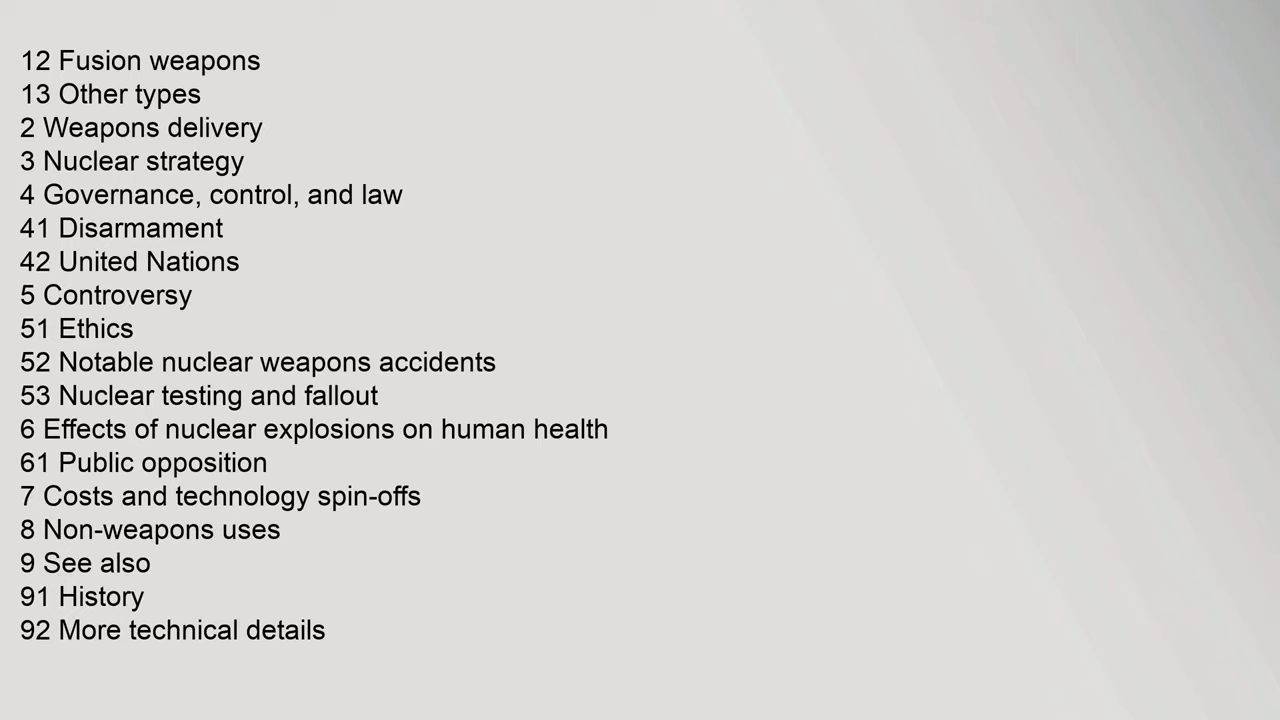 12 Fusion weapons
13 Other types
2 Weapons delivery
3 Nuclear strategy
4 Governance, control, and law
41 Disarmament
42 United Nations
5 Controversy
51 Ethics
52 Notable nuclear weapons accidents
53 Nuclear testing and fallout
6 Effects of nuclear explosions on human health
61 Public opposition
7 Costs and technology spin-offs
8 Non-weapons uses
9 See also
91 History
92 More technical details